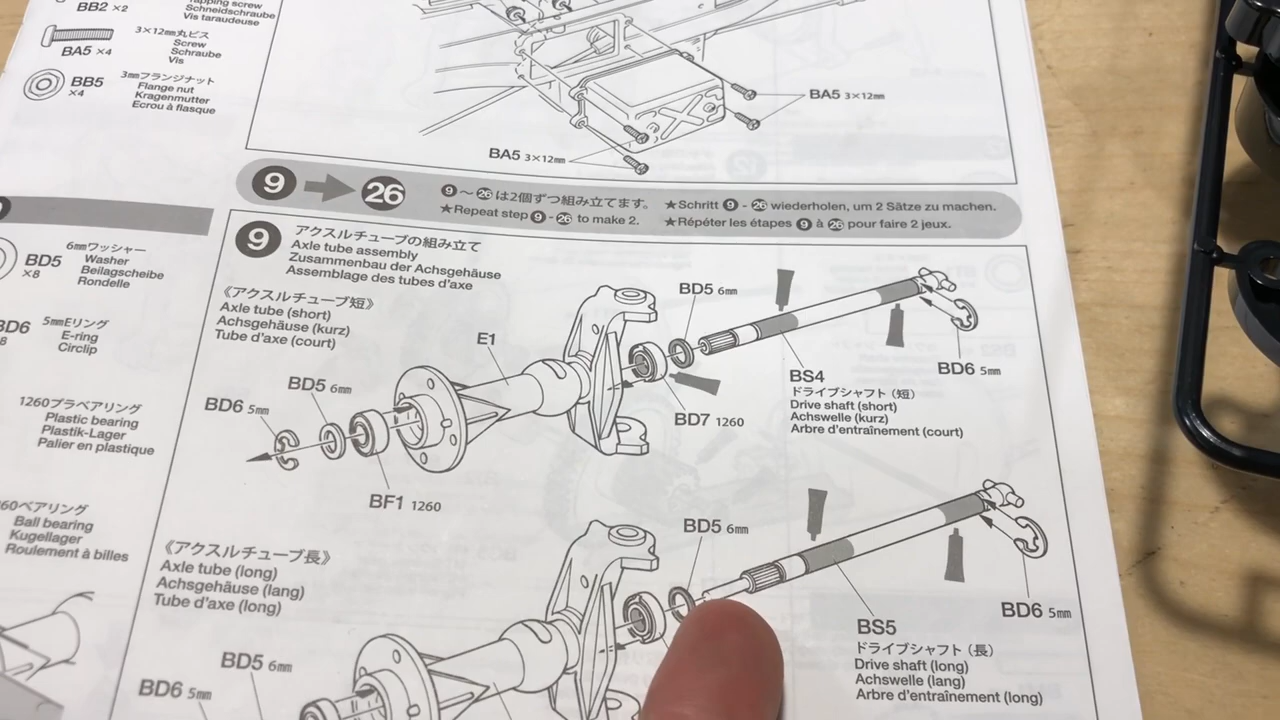 BB2 ×2
Tapping screw
Schneidschraube
Vis taraudeuse
BA5 ×4
3×12mm丸ビス
Screw
Schraube
Vis
BB5
×4
3mmフランジナット
Flange nut
Kragenmutter
Ecrou à flasque
BA5 3×12mm
BA5 3×12mm
9 26
9 〜 26 は2個ずつ組み立てます。
★Repeat step 9 - 26 to make 2.
★Schritt 9 - 26 wiederholen, um 2 Sätze zu machen.
★Répéter les étapes 9 à 26 pour faire 2 jeux.
BD5
×8
6mmワッシャー
Washer
Beilagscheibe
Rondelle
BD6
5mmEリング
E-ring
Circlip
1260プラベアリング
Plastic bearing
Plastik-Lager
Palier en plastique
ベアリング
Ball bearing
Kugellager
Roulement à billes
9
アクスルチューブの組み立て
Axle tube assembly
Zusammenbau der Achsgehäuse
Assemblage des tubes d'axe
《アクスルチューブ短》
Axle tube (short)
Achsgehäuse (kurz)
Tube d'axe (court)
E1
BD5 6mm
BD6 5mm
BF1 1260
BD5 6mm
BD7 1260
BS4
ドライブシャフト（短）
Drive shaft (short)
Achswelle (kurz)
Arbre d'entraînement (court)
BD6 5mm
《アクスルチューブ長》
Axle tube (long)
Achsgehäuse (lang)
Tube d'axe (long)
BD5 6mm
BD6 5mm
BD5 6mm
BS5
ドライブシャフト（長）
Drive shaft (long)
Achswelle (lang)
Arbre d'entraînement (long)
BD6 5mm